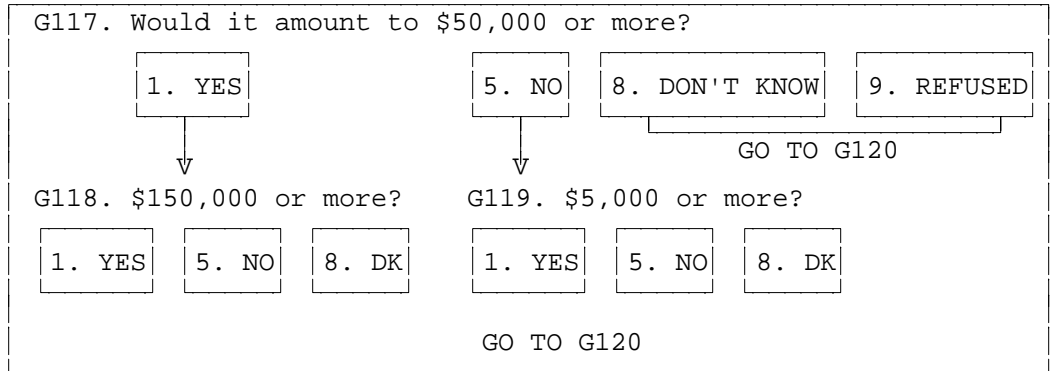 G117. Would it amount to $50,000 or more?
1. YES 5. NO 8. DON'T KNOW 9. REFUSED
GO TO G120
G118. $150,000 or more? G119. $5,000 or more?
1. YES 5. NO 8. DK 1. YES 5. NO 8. DK
GO TO G120